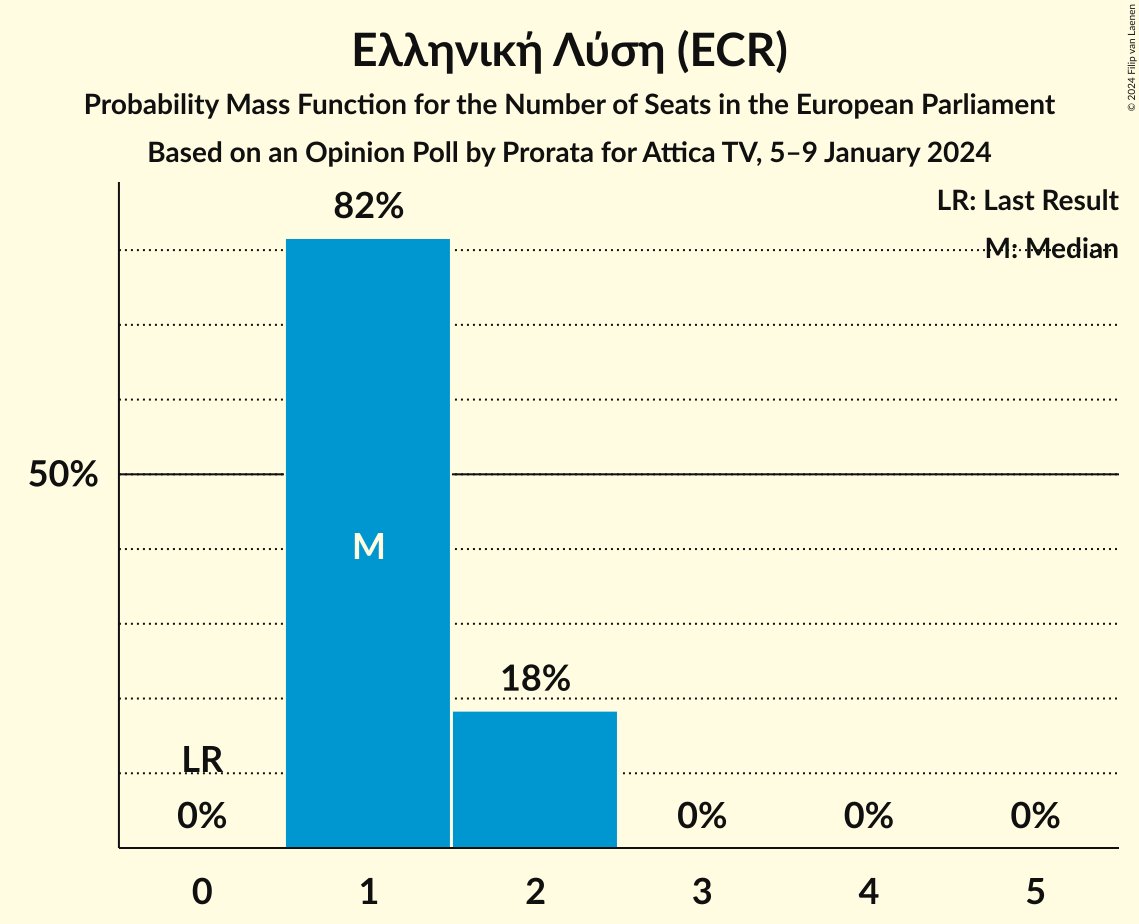 Ελληνική Λύση (ECR)
Probability Mass Function for the Number of Seats in the European Parliament
Based on an Opinion Poll by Prorata for Attica TV, 5–9 January 2024
© 2024 Filip van Laenen
LR: Last Result
M: Median
82%
50%
M
18%
LR
0%
0%
0%
0%
0
1
2
3
4
5